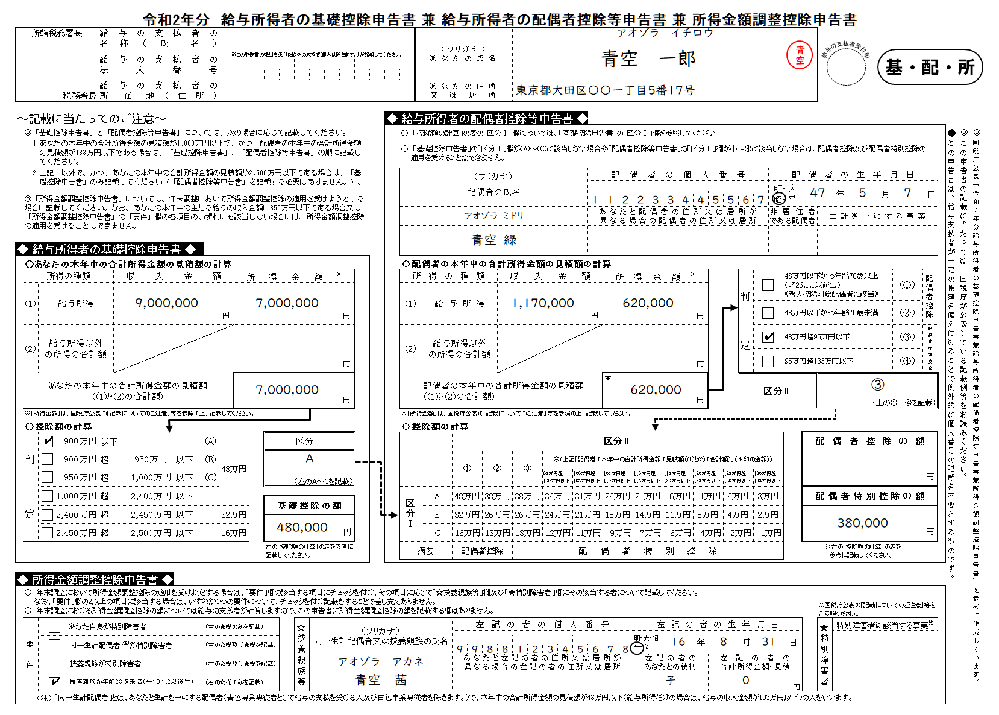 令和2年分 給与所得者の基礎控除申告書 兼 給与所得者の配偶者控除等申告書 兼 所得金額調整控除申告書
所轄税務署長
税務署長
給与の支払者の名称(氏名)
給与の支払者の法人番号
※この申告書の提出を受けた給与の支払者(個人は除きます。)が記載してください。
給与の支払者の所在地(住所)
(フリガナ)
あなたの氏名
アオゾラ イチロウ
青空 一郎
青空
あなたの住所又は居所
東京都大田区〇〇一丁目5番17号
給与の支払者受付印
基・配・所
~記載に当たってのご注意~
◎「基礎控除申告書」と「配偶者控除等申告書」については、次の場合に応じて記載してください。
1 あなたの本年中の合計所得金額の見積額が1,000万円以下で、かつ、配偶者の本年中の合計所得金額
の見積額が133万円以下である場合は、「基礎控除申告書」、「配偶者控除等申告書」の順に記載し
てください。
2 上記1以外で、かつ、あなたの本年中の合計所得金額の見積額が2,500万円以下である場合は、「基
礎控除申告書」のみ記載してください(「配偶者控除等申告書」を記載する必要はありません。)。
◎「所得金額調整控除申告書」については、年末調整において所得金額調整控除の適用を受けようとする
場合に記載してください。なお、あなたの本年中の主たる給与の収入金額に850万円以下である場合又は
「所得金額調整控除申告書」の「要件」欄の各項目のいずれにも該当しない場合には、所得金額調整控除
の適用を受けることはできません。
◆ 給与所得者の基礎控除申告書 ◆
〇あなたの本年中の合計所得金額の見積額の計算
所得の種類 収入金額 所得金額※
(1) 給与所得 9,000,000円 7,000,000円
(2) 給与所得以外の所得の合計額 円
あなたの本年中の合計所得金額の見積額
((1)と(2)の合計額) 7,000,000円
※「所得金額」は、国税庁公表の「記載についてのご注意」等を参照の上、記載してください。
〇控除額の計算
判定
✔ 900万円 以下 (A)
900万円 超 950万円 以下 (B)
950万円 超 1,000万円 以下 (C)
1,000万円 超 2,400万円 以下
48万円
2,400万円 超 2,450万円 以下 32万円
2,450万円 超 2,500万円 以下 16万円
区分Ⅰ
A
(左のA~Cを記載)
基礎控除の額
480,000円
左の「控除額の計算」の表を参考に
記載してください。
◆ 給与所得者の配偶者控除等申告書 ◆
〇 「控除額の計算」の表の「区分Ⅰ」欄については、「基礎控除申告書」の「区分Ⅰ」欄を参照してください。
〇 「基礎控除申告書」の「区分Ⅰ」欄が(A)~(C)に該当しない場合や「配偶者控除等申告書」の「区分Ⅱ」欄が①~④に該当しない場合は、配偶者控除及び配偶者特別控除の
適用を受けることはできません。
(フリガナ)
配偶者の氏名
アオゾラ ミドリ
青空 緑
配偶者の個人番号
112233445567
配偶者の生年月日
明・大
昭・平 47年 5月 7日
あなたと配偶者の住所又は居所が
異なる場合の配偶者の住所又は居所
非居住者
である配偶者
生計を一にする事業
〇配偶者の本年中の合計所得金額の見積額の計算
所得の種類 収入金額 所得金額※
(1) 給与所得 1,170,000円 620,000円
(2) 給与所得以外の所得の合計額 円
配偶者の本年中の合計所得金額の見積額
((1)と(2)の合計額) * 620,000円
※「所得金額」は、国税庁公表の「記載についてのご注意」等を参照の上、記載してください。
判定
48万円以下かつ年齢70歳以上
(昭26.1.1以前生)
《老人控除対象配偶者に該当》 (①)
48万円以下かつ年齢70歳未満 (②)
✔ 48万円超95万円以下 (③)
95万円超133万円以下 (④)
配偶者控除
配偶者特別控除
区分Ⅱ
③
(上の①~④を記載)
〇控除額の計算
区分Ⅱ
① ② ③ ④(上記「配偶者の本年中の合計所得金額の見積額((1)と(2)の合計額)」(*印の金額))
95万円超100万円以下 100万円超105万円以下 105万円超110万円以下 110万円超115万円以下 115万円超120万円以下 120万円超125万円以下 125万円超130万円以下 130万円超133万円以下
区分Ⅰ
A 48万円 38万円 38万円 36万円 31万円 26万円 21万円 16万円 11万円 6万円 3万円
B 32万円 26万円 26万円 24万円 21万円 18万円 14万円 11万円 8万円 4万円 2万円
C 16万円 13万円 13万円 12万円 11万円 9万円 7万円 6万円 4万円 2万円 1万円
摘要 配偶者控除 配偶者特別控除
配偶者控除の額
円
配偶者特別控除の額
380,000円
※左の「控除額の計算」の表を
参考に記載してください。
◎国税庁公表「令和2年分給与所得者の基礎控除申告書兼給与所得者の配偶者控除等申告書兼所得金額調整控除申告書」を参考に作成しています。
◎この申告書の記載に当たっては、国税庁が公表している記載例等をお読みください。
●この申告書は、給与支払者が一定の帳簿を備え付けることで例外的に個人番号の記載を不要とするものです。
◆ 所得金額調整控除申告書 ◆
〇 年末調整において所得金額調整控除の適用を受けようとする場合は、「要件」欄の該当する項目にチェックを付け、その項目に応じて「☆扶養親族等」欄及び「★特別障害者」欄にその該当する者について記載してください。
なお、「要件」欄の2以上の項目に該当する場合は、いずれか1つの要件について、チェックを付け記載をすることで差し支えありません。
〇 年末調整における所得金額調整控除の額については給与の支払者が計算しますので、この申告書に所得金額調整控除の額を記載する欄はありません。
※国税庁公表の「記載についてのご注意」等を
ご参照ください。
要件
あなた自身が特別障害者 (右の★欄のみを記載)
同一生計配偶者(注)が特別障害者 (右の☆欄及び★欄を記載)
扶養親族が特別障害者 (右の☆欄及び★欄を記載)
✔ 扶養親族が年齢23歳未満(平10.1.2以後生) (右の☆欄のみを記載)
☆扶養親族等
(フリガナ)
同一生計配偶者又は扶養親族の氏名
アオゾラ アカネ
青空 茜
左記の者の個人番号
998812345678
左記の者の生年月日
明・大・昭
平・令 16年 8月 31日
あなたと左記の者の住所又は居所が
異なる場合の左記の者の住所又は居所
左記の者の
あなたとの続柄
子
左記の者の
合計所得金額(見積
0円
★特別障害者
特別障害者に該当する事実※
(注)「同一生計配偶者」とは、あなたと生計を一にする配偶者(青色専業専従者として給与の支払を受ける人及び白色事業専従者を除きます。)で、本年中の合計所得金額の見積額が48万円以下(給与所得だけの場合は、給与の収入金額が103万円以下)の人をいいます。